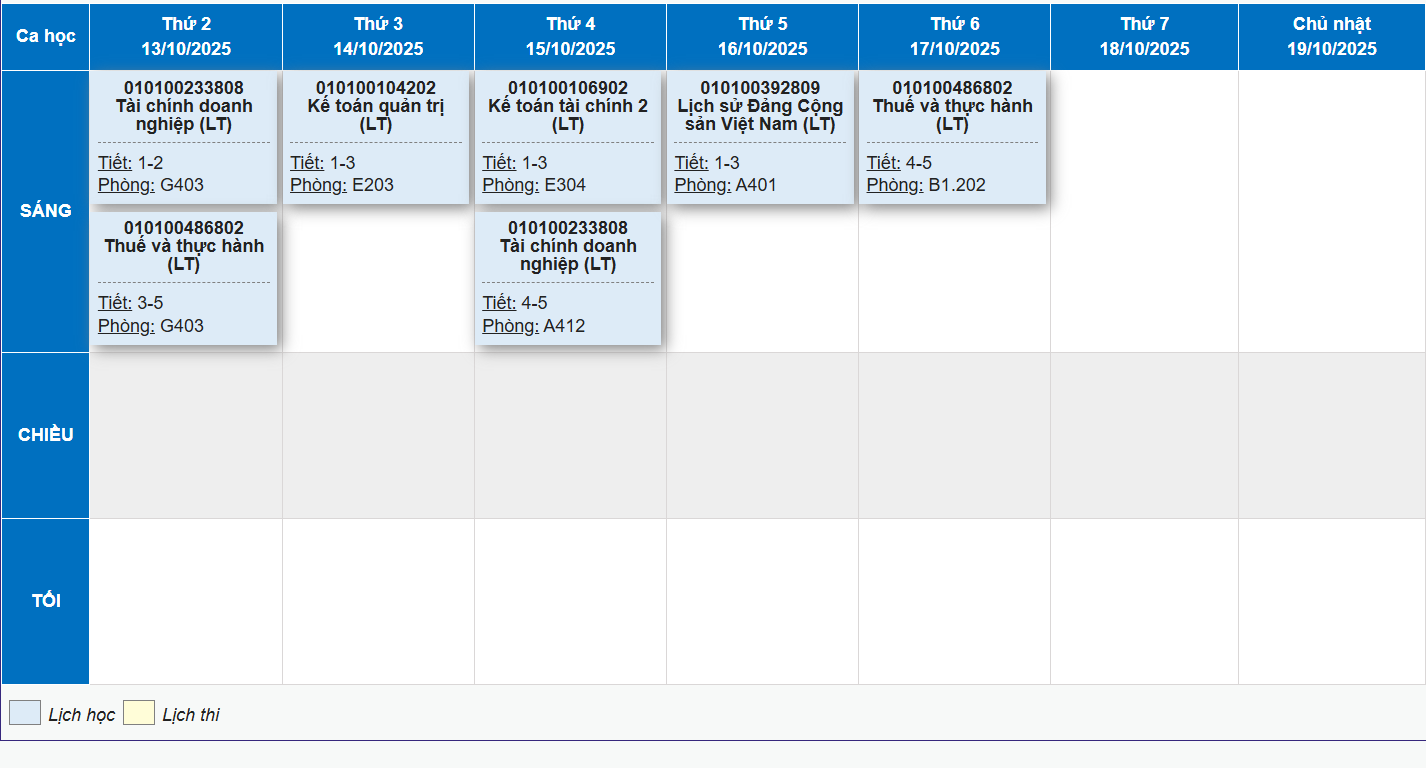 Ca học
Thứ 2
13/10/2025
Thứ 3
14/10/2025
Thứ 4
15/10/2025
Thứ 5
16/10/2025
Thứ 6
17/10/2025
Thứ 7
18/10/2025
Chủ nhật
19/10/2025
SÁNG
010100233808
Tài chính doanh
nghiệp (LT)
Tiết: 1-2
Phòng: G403
010100486802
Thuế và thực hành
(LT)
Tiết: 3-5
Phòng: G403
010100104202
Kế toán quản trị
(LT)
Tiết: 1-3
Phòng: E203
010100106902
Kế toán tài chính 2
(LT)
Tiết: 1-3
Phòng: E304
010100233808
Tài chính doanh
nghiệp (LT)
Tiết: 4-5
Phòng: A412
010100392809
Lịch sử Đảng Cộng
sản Việt Nam (LT)
Tiết: 1-3
Phòng: A401
010100486802
Thuế và thực hành
(LT)
Tiết: 4-5
Phòng: B1.202
CHIỀU
TỐI
Lịch học
Lịch thi